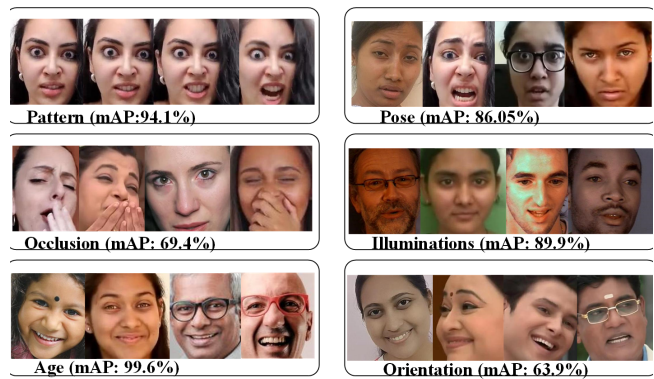 Pattern (mAP:94.1%)
Pose (mAP: 86.05%)
Occlusion (mAP: 69.4%)
Illuminations (mAP: 89.9%)
Age (mAP: 99.6%)
Orientation (mAP: 63.9%)